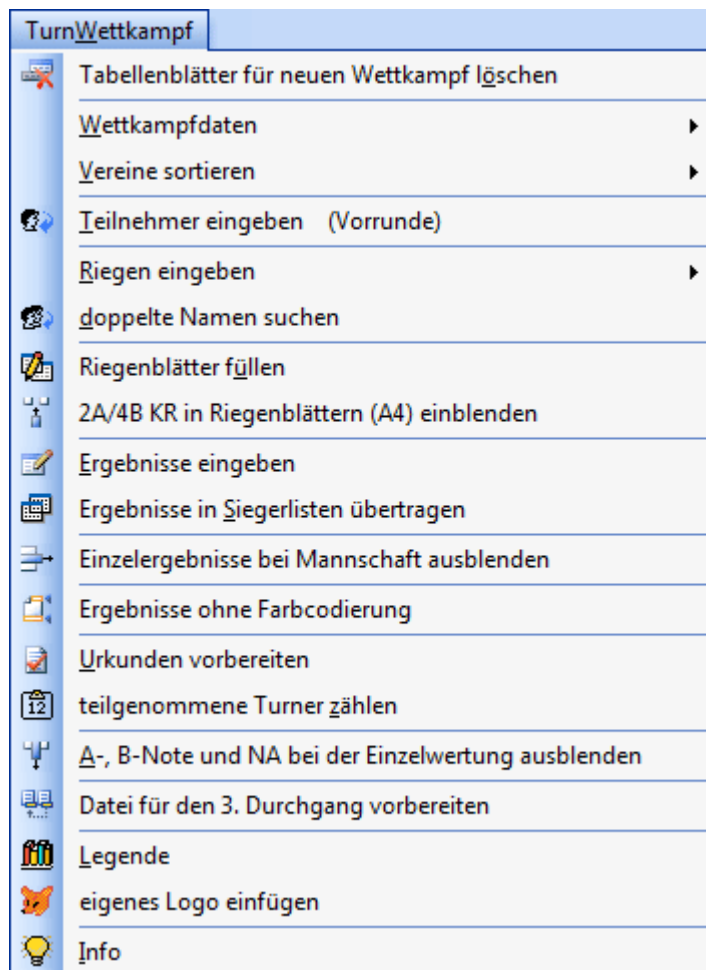 TurnWettkampf
Tabellenblätter für neuen Wettkampf löschen
Wettkampfdaten
Vereine sortieren
Teilnehmer eingeben (Vorrunde)
Riegen eingeben
doppelte Namen suchen
Riegenblätter füllen
2A/4B KR in Riegenblättern (A4) einblenden
Ergebnisse eingeben
Ergebnisse in Siegerlisten übertragen
Einzelergebnisse bei Mannschaft ausblenden
Ergebnisse ohne Farbcodierung
Urkunden vorbereiten
12 teilgenommene Turner zählen
A-, B-Note und NA bei der Einzelwertung ausblenden
Datei für den 3. Durchgang vorbereiten
Legende
eigenes Logo einfügen
Info